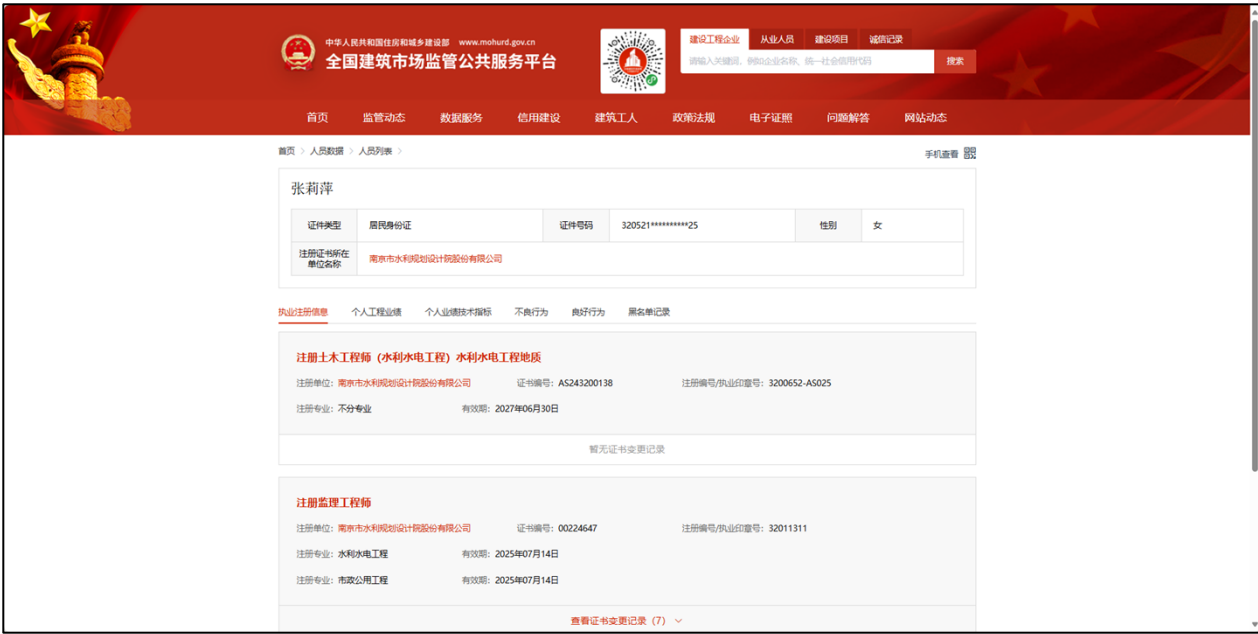 中华人民共和国住房和城乡建设部 www.mohurd.gov.cn
全国建筑市场监管公共服务平台
建设工程企业 从业人员 建设项目 诚信记录
请输入关键词，例如企业名称、统一社会信用代码 搜索
首页 监管动态 数据服务 信用建设 建筑工人 政策法规 电子证照 问题解答 网站动态
首页 > 人员数据 > 人员列表 >
手机查看
张莉萍
证件类型 居民身份证 证件号码 320521**********25 性别 女
注册证书所在
单位名称 南京市水利规划设计院股份有限公司
执业注册信息 个人工程业绩 个人业绩技术指标 不良行为 良好行为 黑名单记录
注册土木工程师（水利水电工程）水利水电工程地质
注册单位：南京市水利规划设计院股份有限公司 证书编号：AS243200138 注册编号/执业印章号：3200652-AS025
注册专业：不分专业 有效期：2027年06月30日
暂无证书变更记录
注册监理工程师
注册单位：南京市水利规划设计院股份有限公司 证书编号：00224647 注册编号/执业印章号：32011311
注册专业：水利水电工程 有效期：2025年07月14日
注册专业：市政公用工程 有效期：2025年07月14日
查看证书变更记录（7）